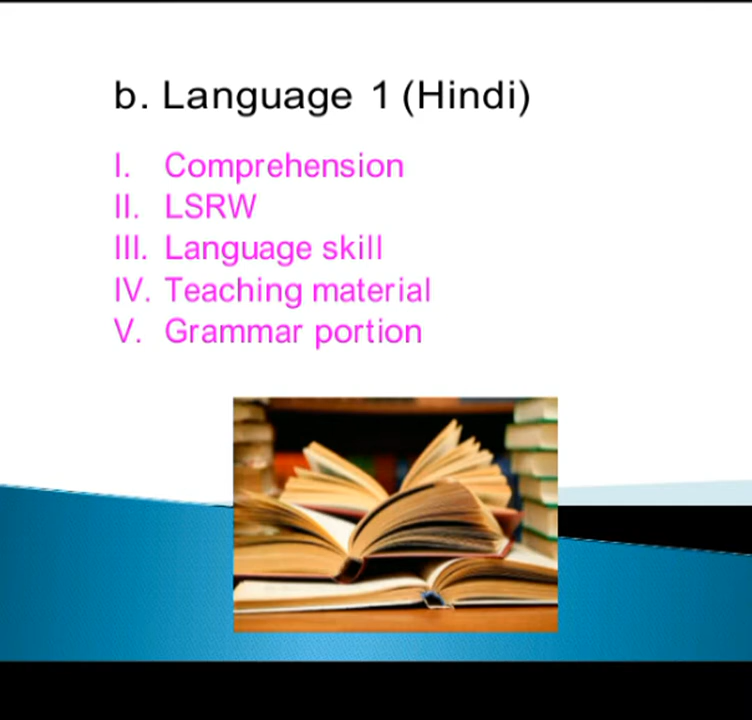 b. Language 1 (Hindi)
I. Comprehension
II. LSRW
III. Language skill
IV. Teaching material
V. Grammar portion